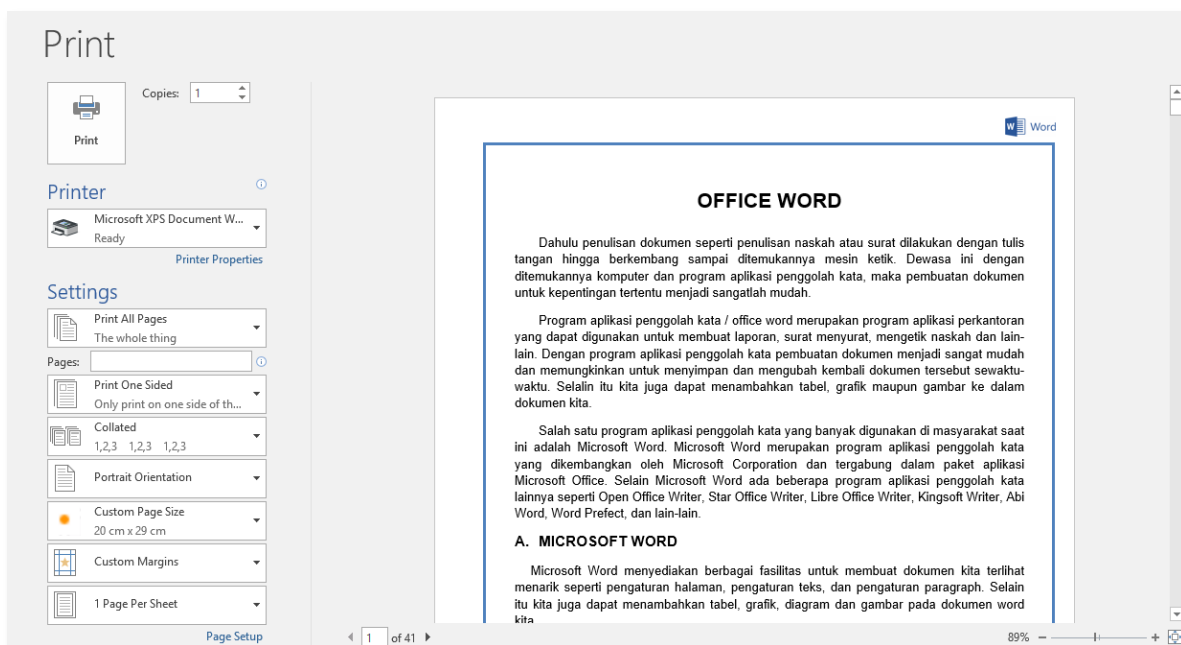 Print
Copies: 1
Print
Printer
Microsoft XPS Document W...
Ready
Printer Properties
Settings
Print All Pages
The whole thing
Pages:
Print One Sided
Only print on one side of th...
Collated
1,2,3 1,2,3 1,2,3
Portrait Orientation
Custom Page Size
20 cm x 29 cm
Custom Margins
1 Page Per Sheet
Page Setup
W Word
OFFICE WORD
Dahulu penulisan dokumen seperti penulisan naskah atau surat dilakukan dengan tulis
tangan hingga berkembang sampai ditemukannya mesin ketik. Dewasa ini dengan
ditemukannya komputer dan program aplikasi penggolah kata, maka pembuatan dokumen
untuk kepentingan tertentu menjadi sangatlah mudah.
Program aplikasi penggolah kata / office word merupakan program aplikasi perkantoran
yang dapat digunakan untuk membuat laporan, surat menyurat, mengetik naskah dan lain-
lain. Dengan program aplikasi penggolah kata pembuatan dokumen menjadi sangat mudah
dan memungkinkan untuk menyimpan dan mengubah kembali dokumen tersebut sewaktu-
waktu. Selalin itu kita juga dapat menambahkan tabel, grafik maupun gambar ke dalam
dokumen kita.
Salah satu program aplikasi penggolah kata yang banyak digunakan di masyarakat saat
ini adalah Microsoft Word. Microsoft Word merupakan program aplikasi penggolah kata
yang dikembangkan oleh Microsoft Corporation dan tergabung dalam paket aplikasi
Microsoft Office. Selain Microsoft Word ada beberapa program aplikasi penggolah kata
lainnya seperti Open Office Writer, Star Office Writer, Libre Office Writer, Kingsoft Writer, Abi
Word, Word Prefect, dan lain-lain.
A. MICROSOFT WORD
Microsoft Word menyediakan berbagai fasilitas untuk membuat dokumen kita terlihat
menarik seperti pengaturan halaman, pengaturan teks, dan pengaturan paragraph. Selain
itu kita juga dapat menambahkan tabel, grafik, diagram dan gambar pada dokumen word
kita
1 of 41
89%